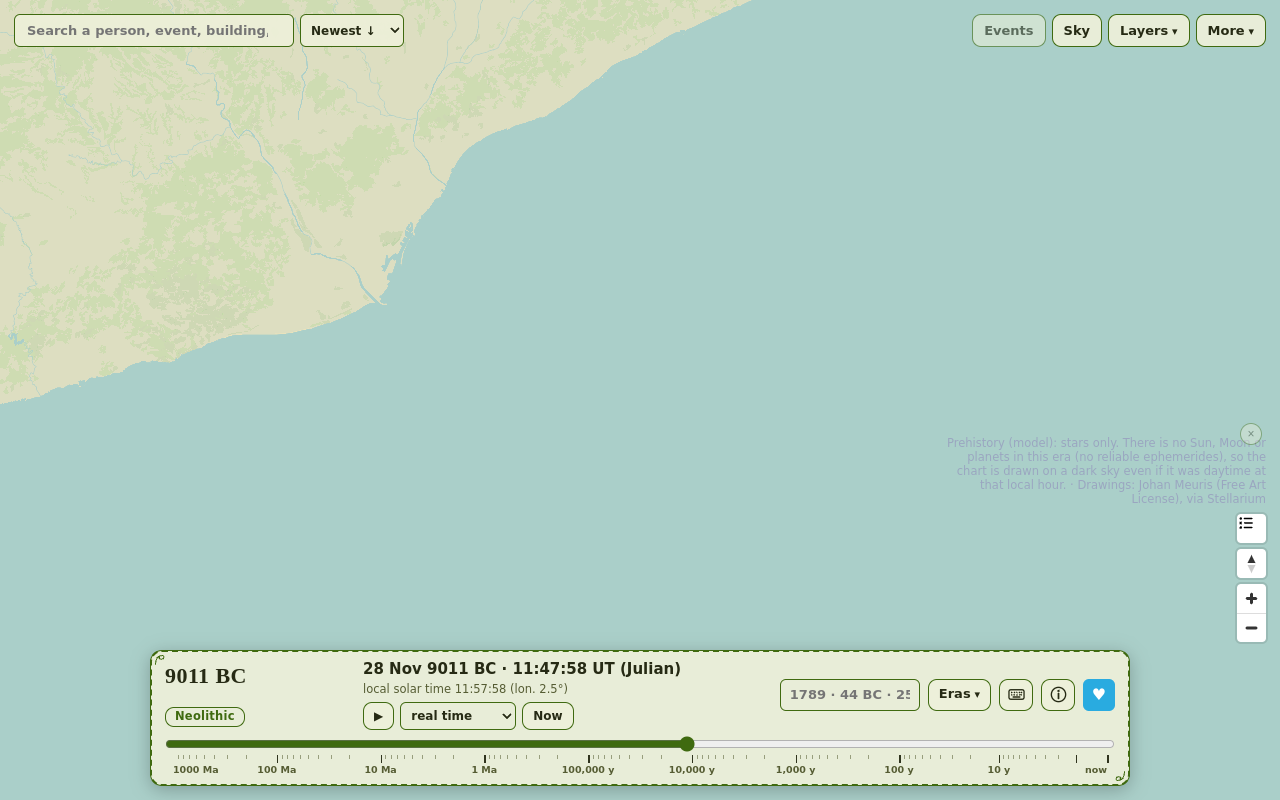 Search a person, event, building,
Newest ↓
Events
Sky
Layers ▾
More ▾
×
Prehistory (model): stars only. There is no Sun, Moon or
planets in this era (no reliable ephemerides), so the
chart is drawn on a dark sky even if it was daytime at
that local hour. · Drawings: Johan Meuris (Free Art
License), via Stellarium
9011 BC
Neolithic
28 Nov 9011 BC · 11:47:58 UT (Julian)
local solar time 11:57:58 (lon. 2.5°)
real time
Now
1789 · 44 BC · 25
Eras ▾
1000 Ma
100 Ma
10 Ma
1 Ma
100,000 y
10,000 y
1,000 y
100 y
10 y
now